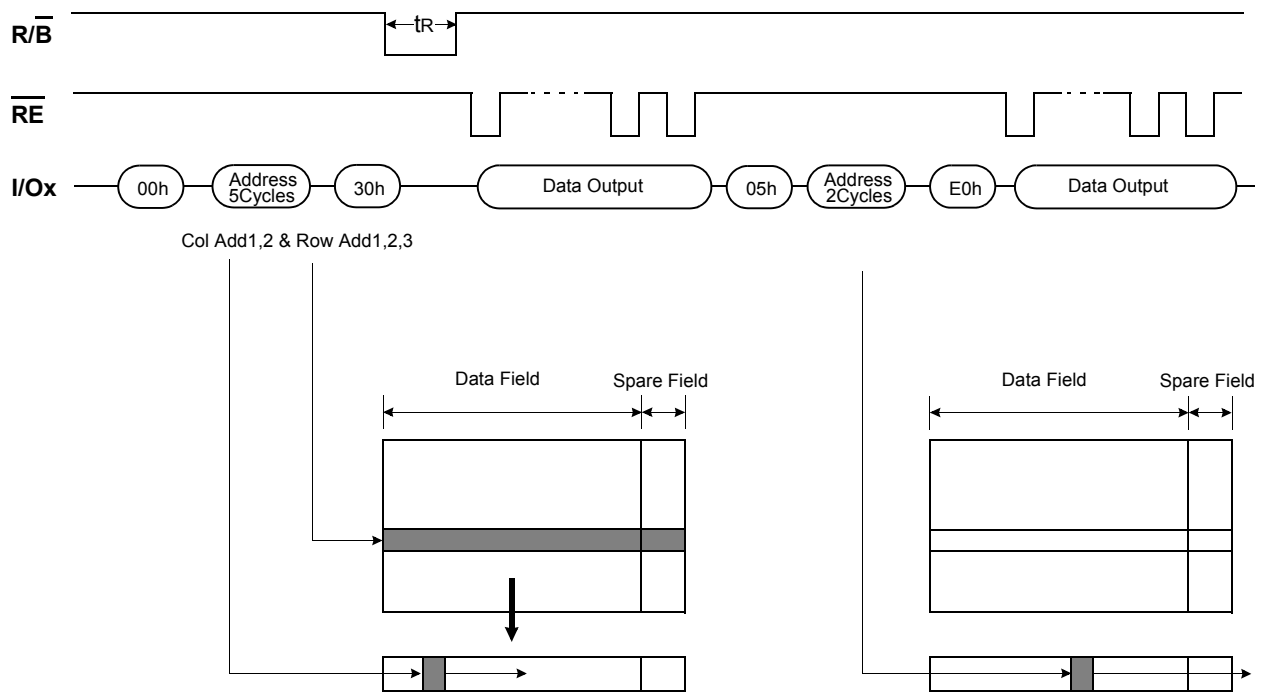 R/B̅
tR
R̅E̅
I/Ox
00h
Address
5Cycles
30h
Data Output
05h
Address
2Cycles
E0h
Data Output
Col Add1,2 & Row Add1,2,3
Data Field
Spare Field
Data Field
Spare Field